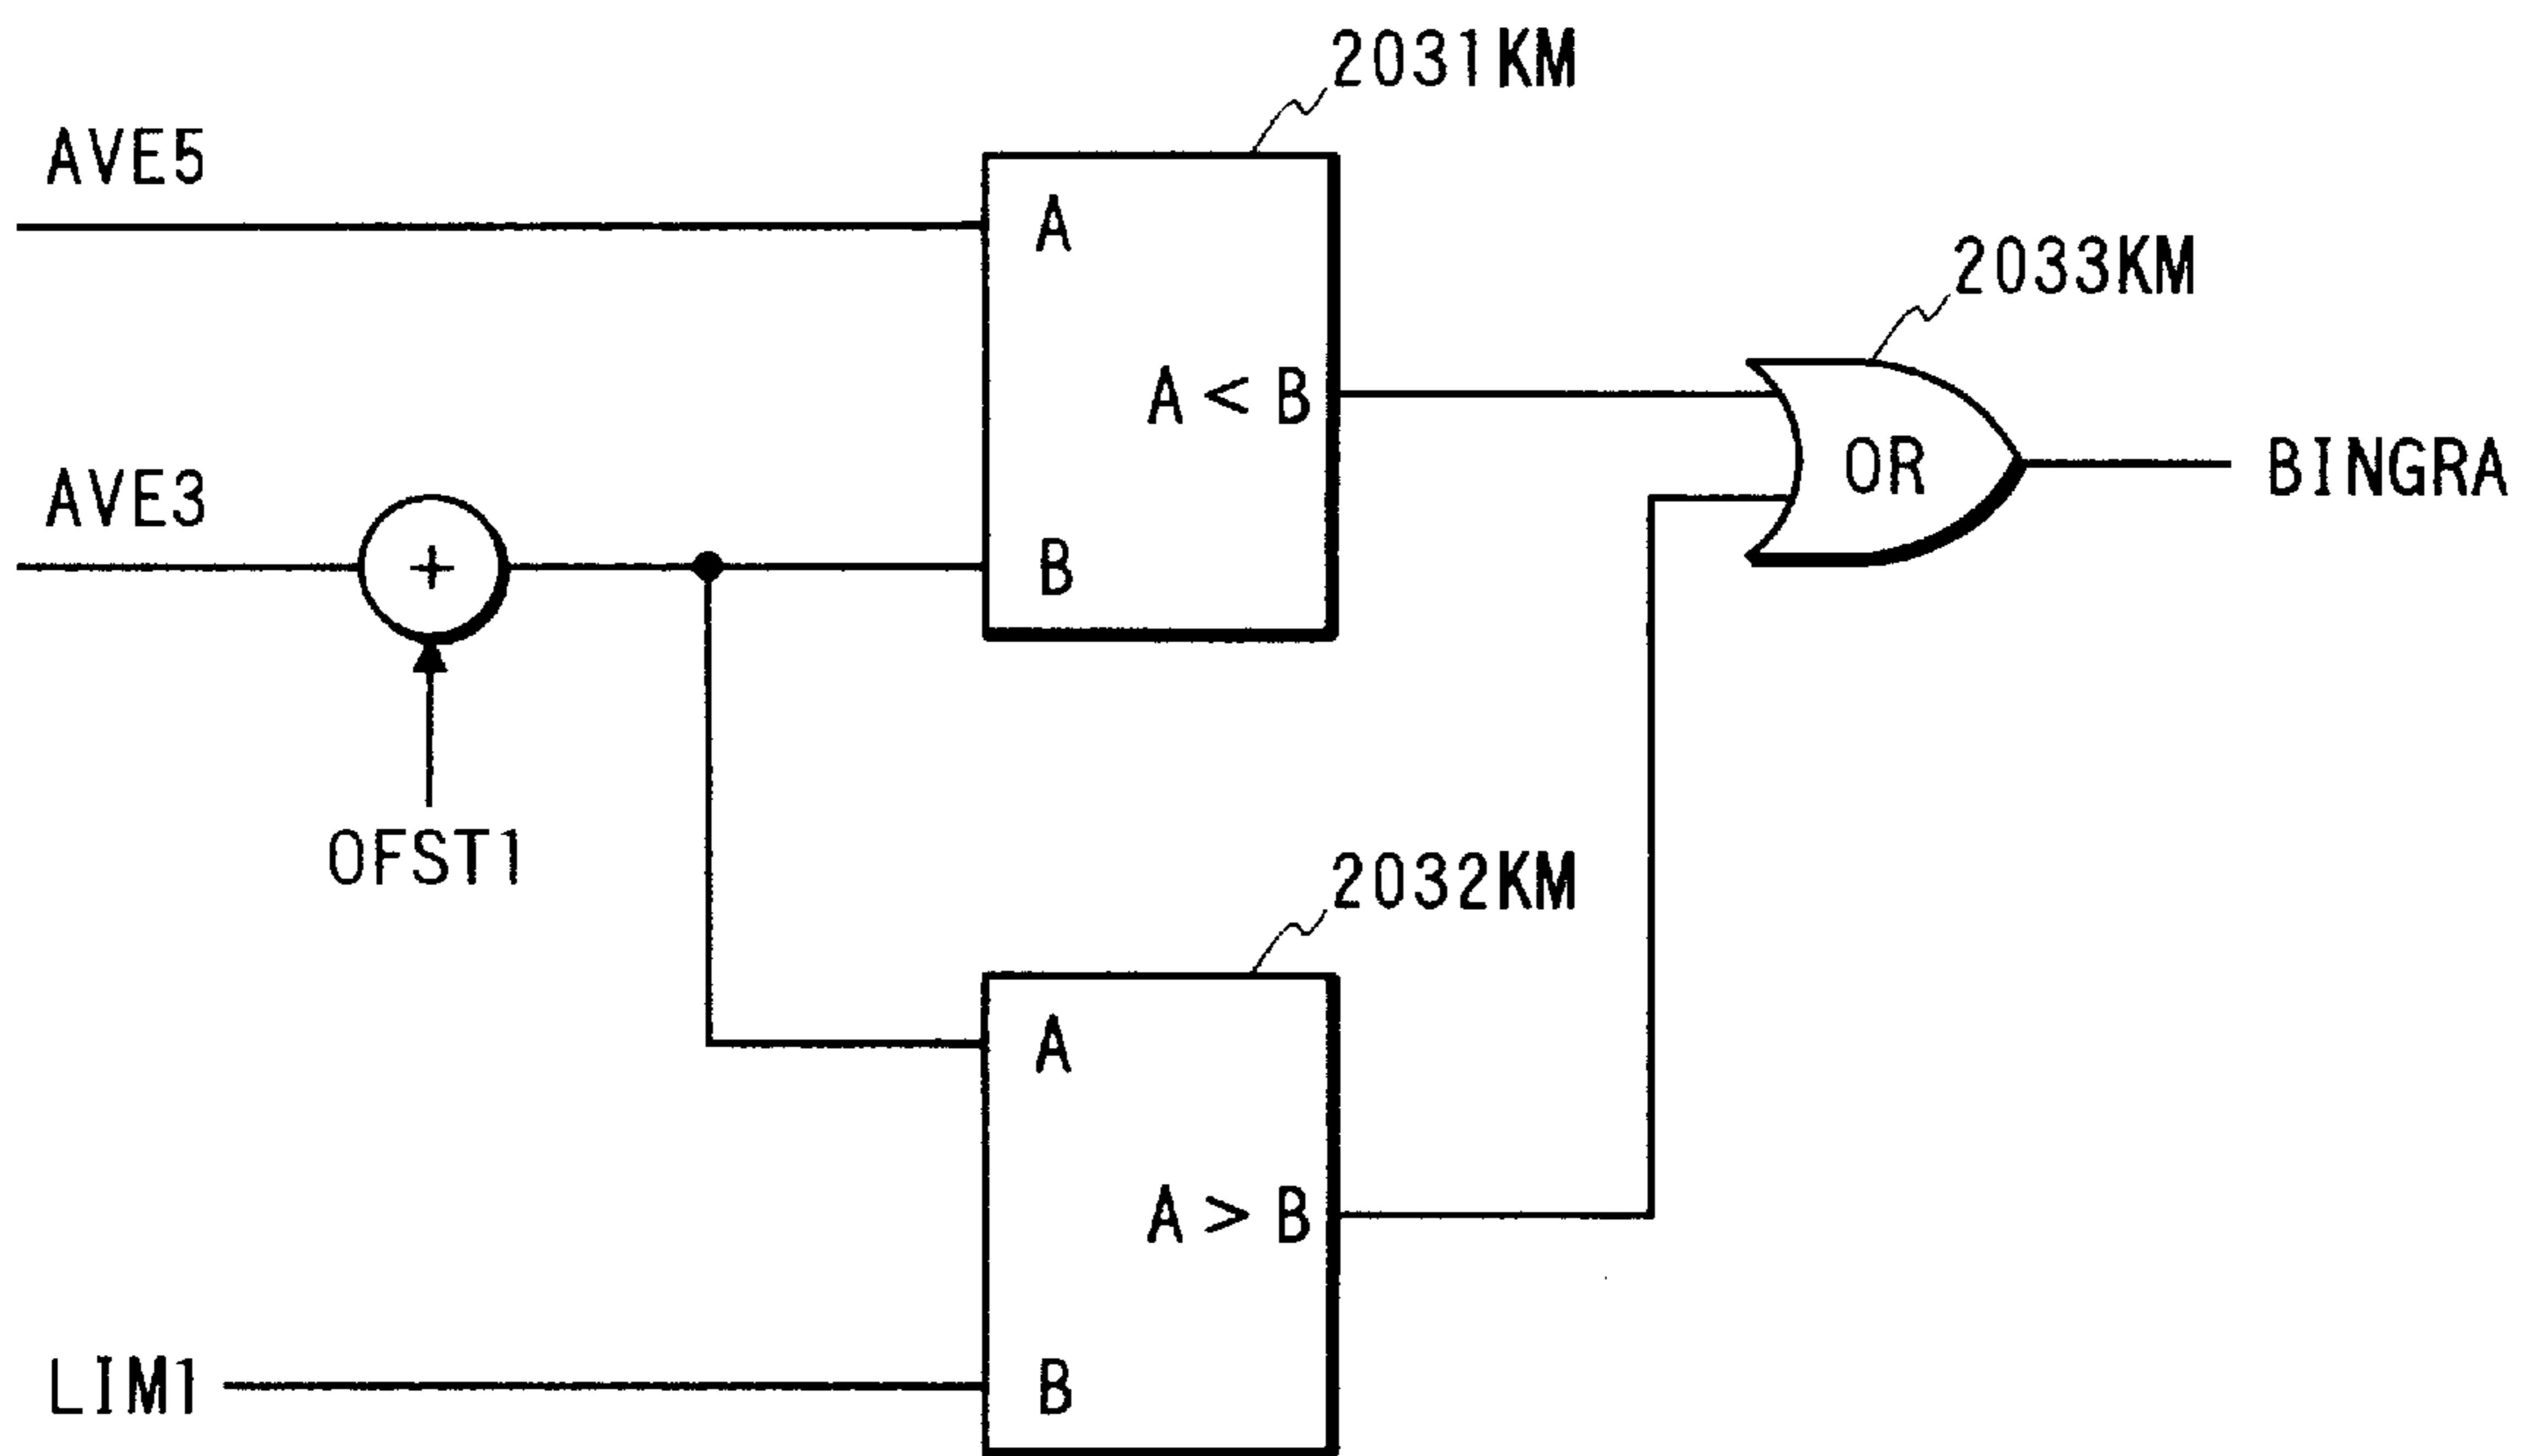 2031KM
AVE5
A
2033KM
A < B
OR
BINGRA
AVE3
+
B
OFST1
2032KM
A
A > B
LIM1
B